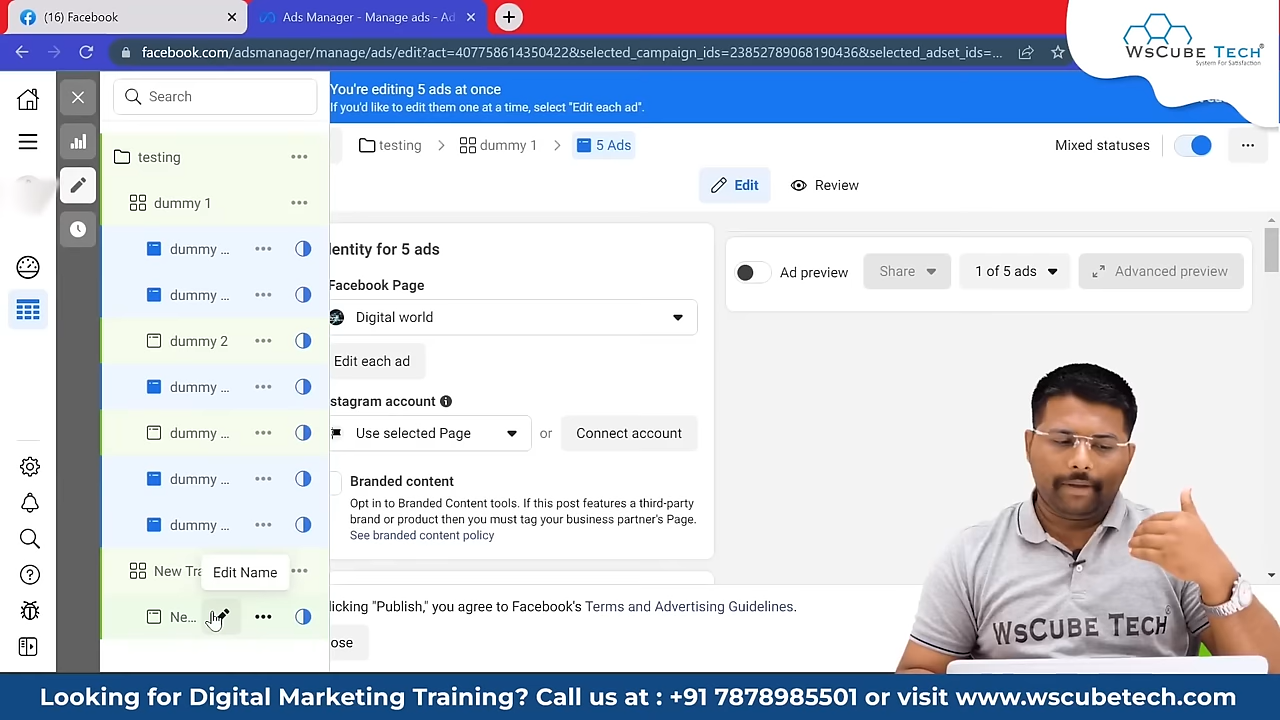 (16) Facebook
Ads Manager - Manage ads - Ad
WsCube Tech
System For Satisfaction
facebook.com/adsmanager/manage/ads/edit?act=407758614350422&selected_campaign_ids=23852789068190436&selected_adset_ids=...
Search
You're editing 5 ads at once
If you'd like to edit them one at a time, select "Edit each ad".
testing
dummy 1
5 Ads
Mixed statuses
testing
dummy 1
Edit
Review
dummy ...
dummy ...
dummy 2
dummy ...
dummy ...
dummy ...
dummy ...
New Tra
Edit Name
Ne...
dentity for 5 ads
Facebook Page
Digital world
Edit each ad
stagram account
Use selected Page
or
Connect account
Branded content
Opt in to Branded Content tools. If this post features a third-party
brand or product then you must tag your business partner's Page.
See branded content policy
Ad preview
Share
1 of 5 ads
Advanced preview
licking "Publish," you agree to Facebook's Terms and Advertising Guidelines.
ose
WsCube Tech
Looking for Digital Marketing Training? Call us at : +91 7878985501 or visit www.wscubetech.com